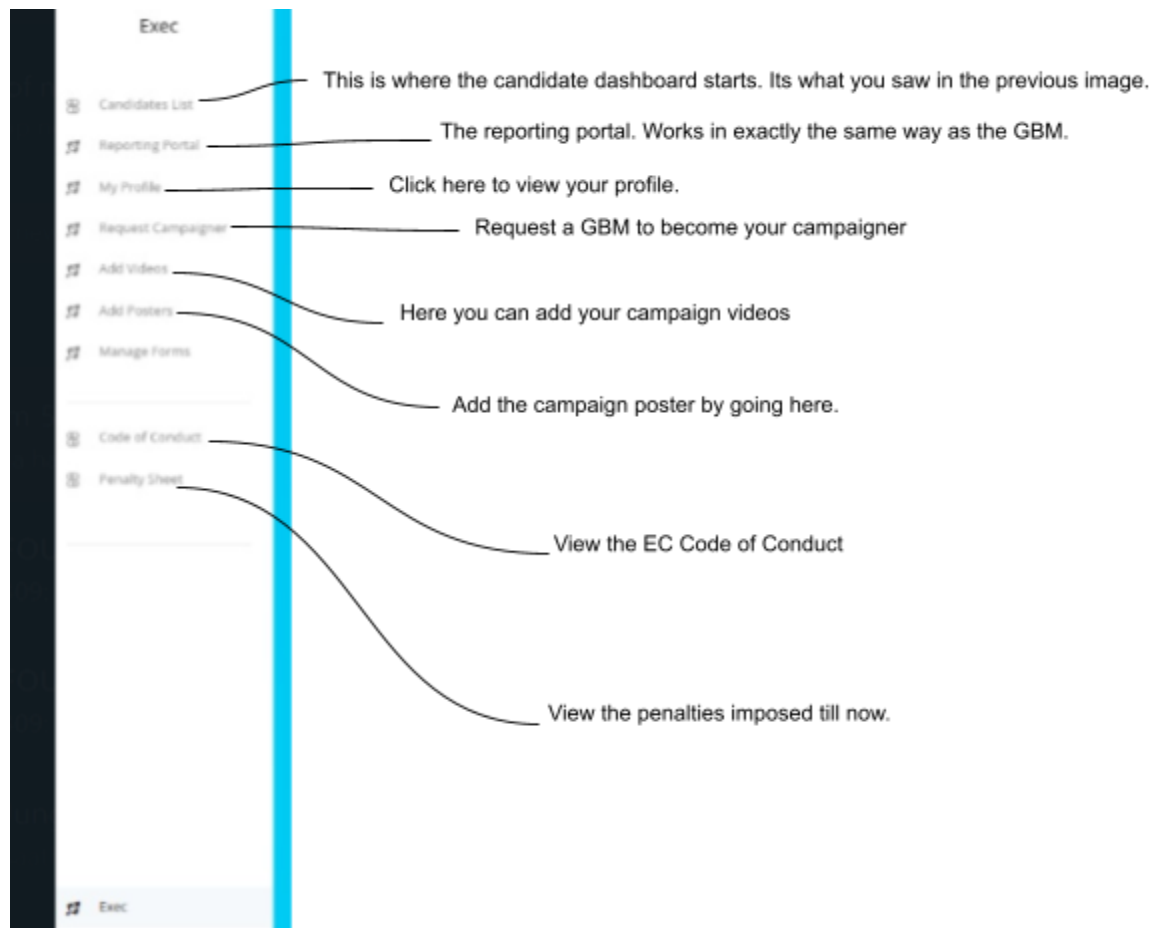 Exec
This is where the candidate dashboard starts. Its what you saw in the previous image.
Candidates List
The reporting portal. Works in exactly the same way as the GBM.
Reporting Portal
Click here to view your profile.
My Profile
Request a GBM to become your campaigner
Request Campaigner
Add Videos
Here you can add your campaign videos
Add Posters
Manage Forms
Add the campaign poster by going here.
Code of Conduct
Penalty Sheet
View the EC Code of Conduct
View the penalties imposed till now.
Exec